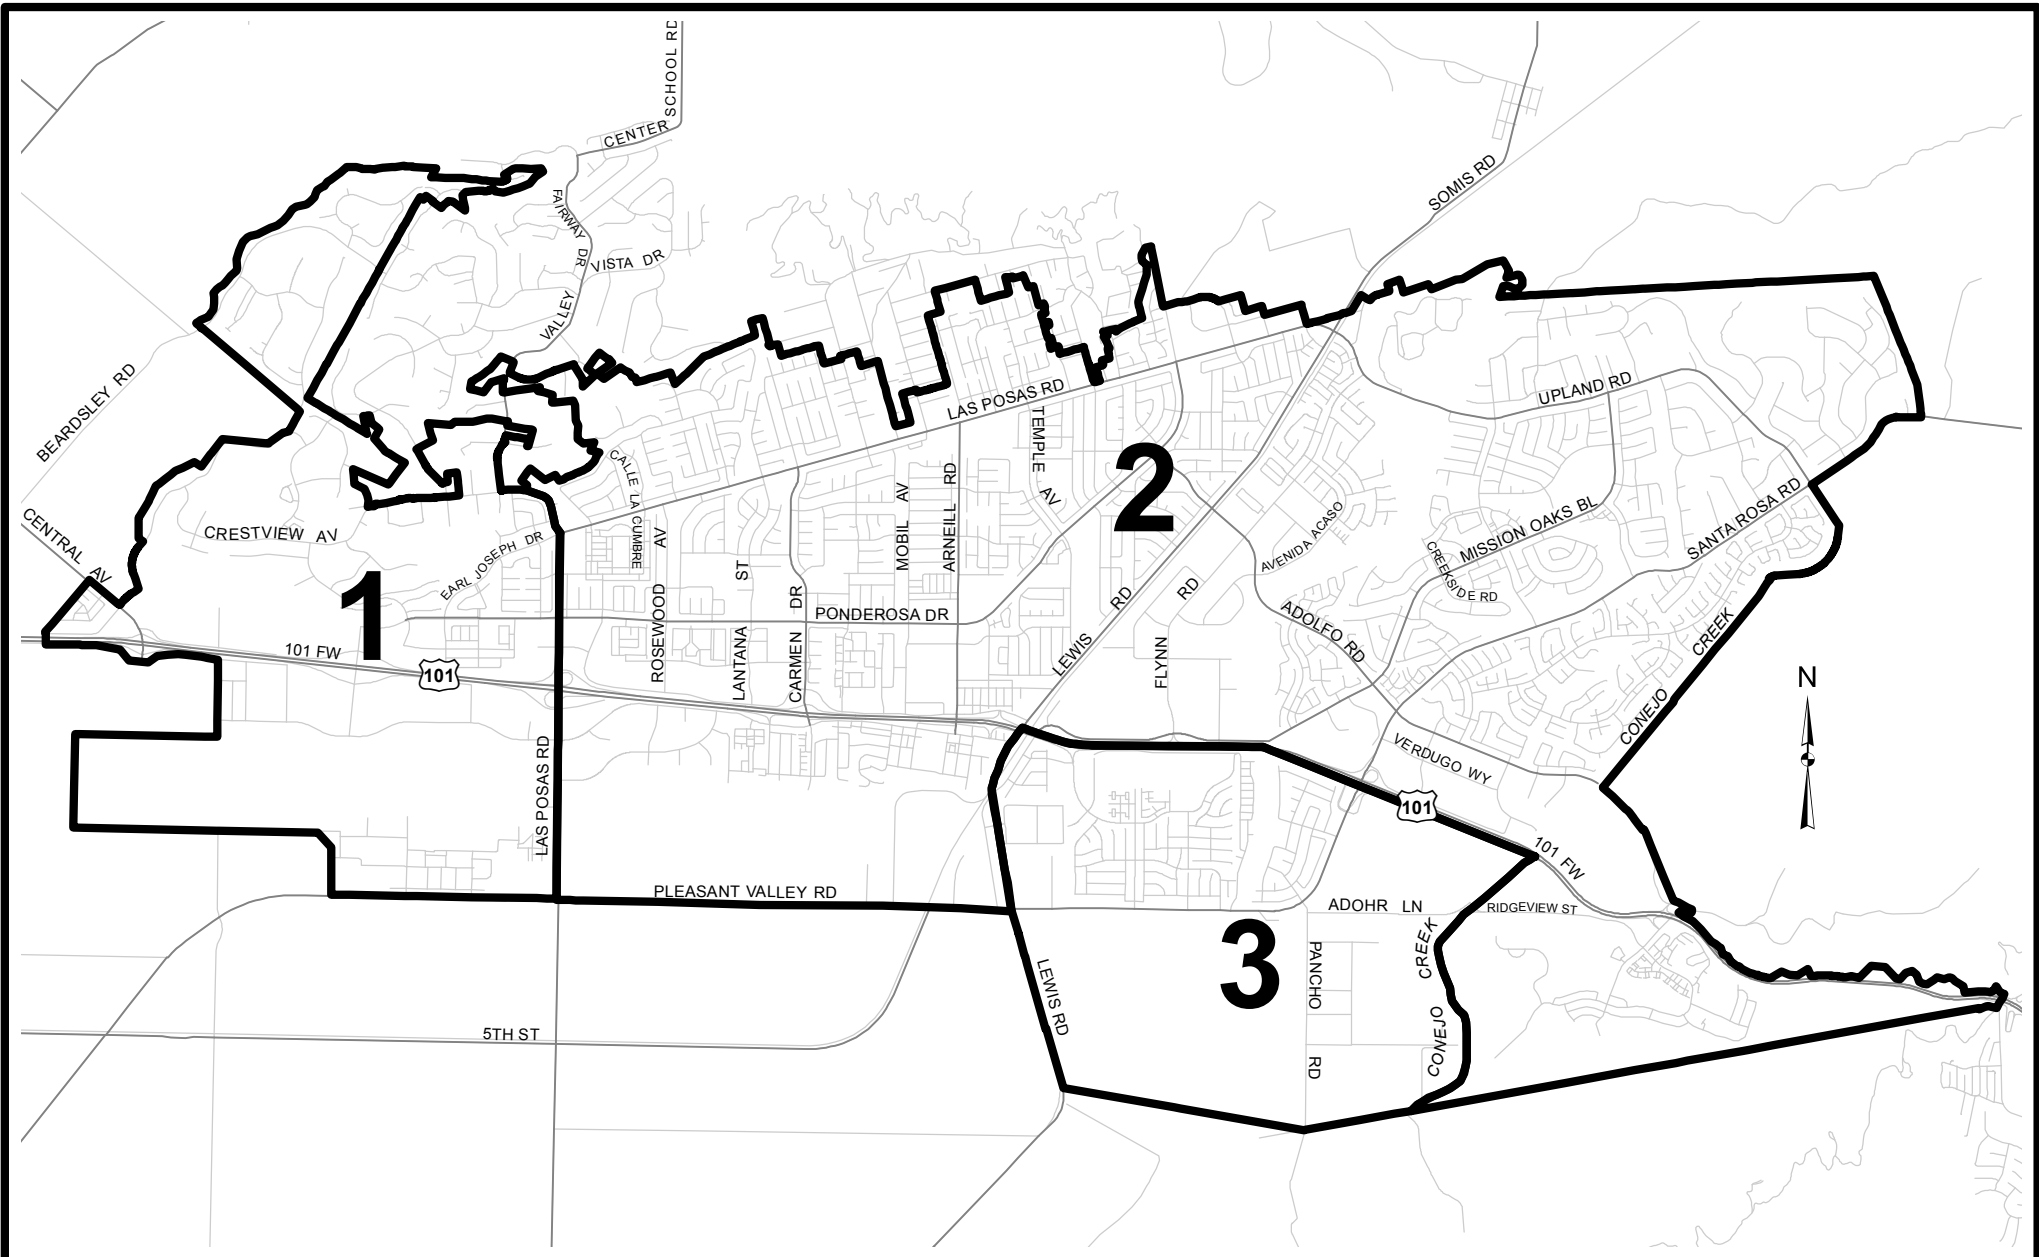 SCHOOL RD
CENTER
SOMIS RD
FAIRWAY DR
VISTA DR
VALLEY
BEARDSLEY RD
UPLAND RD
LAS POSAS RD
TEMPLE AV
2
CALLE LA CUMBRE
CENTRAL AV
CRESTVIEW AV
EARL JOSEPH DR
ROSEWOOD AV
LANTANA ST
CARMEN DR
MOBIL AV
ARNEILL RD
AVENIDA ACASO
MISSION OAKS BL
SANTA ROSA RD
CREEKSIDE RD
1
PONDEROSA DR
LEWIS RD
FLYNN RD
ADOLFO RD
CONEJO CREEK
101 FW
101
N
LAS POSAS RD
VERDUGO WY
101
101 FW
PLEASANT VALLEY RD
ADOHR LN
RIDGEVIEW ST
3
LEWIS RD
PANCHO RD
CONEJO CREEK
5TH ST